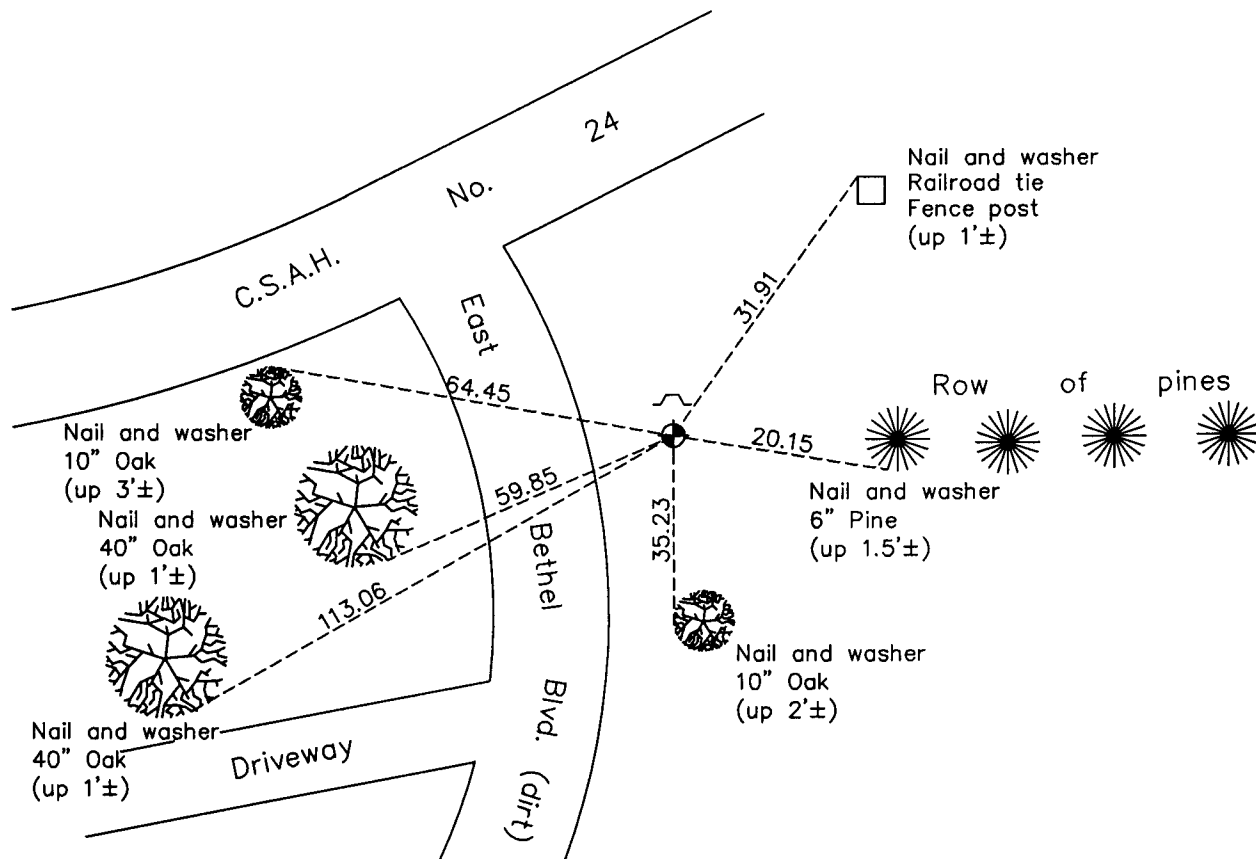 24
No.
C.S.A.H.
Nail and washer
Railroad tie
Fence post
(up 1'±)
31.91
East
64.45
Row of pines
20.15
Nail and washer
10" Oak
(up 3'±)
59.85
35.23
Nail and washer
6" Pine
(up 1.5'±)
Nail and washer
40" Oak
(up 1'±)
Bethel
113.06
Nail and washer
10" Oak
(up 2'±)
Blvd.
(dirt)
Nail and washer
40" Oak
(up 1'±)
Driveway